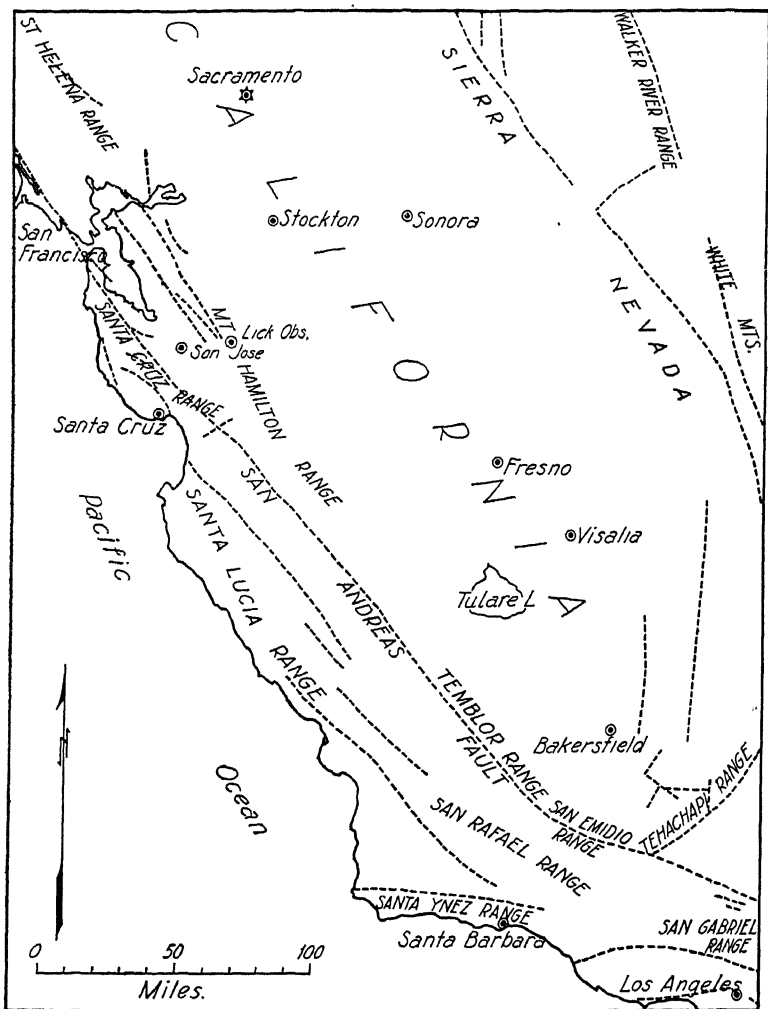 ST HELENA RANGE
C A L I F O R N I A
Sacramento
SIERRA
NEVADA
WALKER RIVER RANGE
Stockton
Sonora
San
Francisco
WHITE MTS.
Lick Obs.
San Jose
MT. HAMILTON RANGE
SANTA CRUZ RANGE
Santa Cruz
SAN ANDREAS FAULT
Fresno
Pacific
Ocean
SANTA LUCIA RANGE
Visalia
Tulare L
TEMBLOR RANGE
Bakersfield
SAN EMIDIO
RANGE
TEHACHAPI RANGE
SAN RAFAEL RANGE
SANTA YNEZ RANGE
Santa Barbara
SAN GABRIEL
RANGE
Los Angeles
0 50 100
Miles.